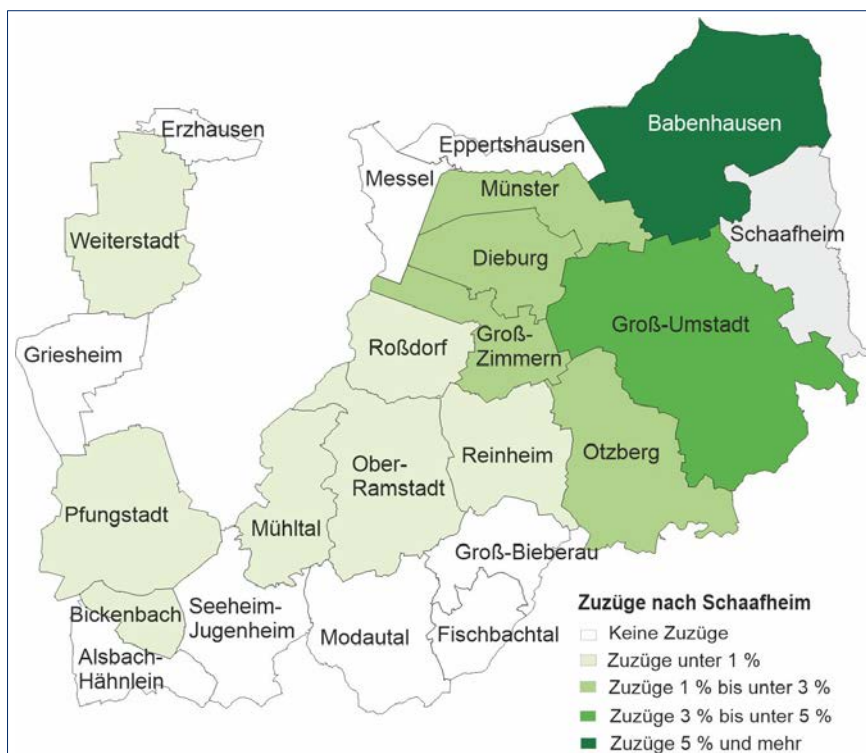 Babenhausen
Erzhausen
Eppertshausen
Messel
Münster
Weiterstadt
Schaafheim
Dieburg
Groß-Umstadt
Griesheim
Roßdorf
Groß-
Zimmern
Ober-
Ramstadt
Reinheim
Otzberg
Pfungstadt
Mühltal
Groß-Bieberau
Bickenbach
Seeheim-
Jugenheim
Modautal
Fischbachtal
Alsbach-
Hähnlein
Zuzüge nach Schaafheim
Keine Zuzüge
Zuzüge unter 1 %
Zuzüge 1 % bis unter 3 %
Zuzüge 3 % bis unter 5 %
Zuzüge 5 % und mehr